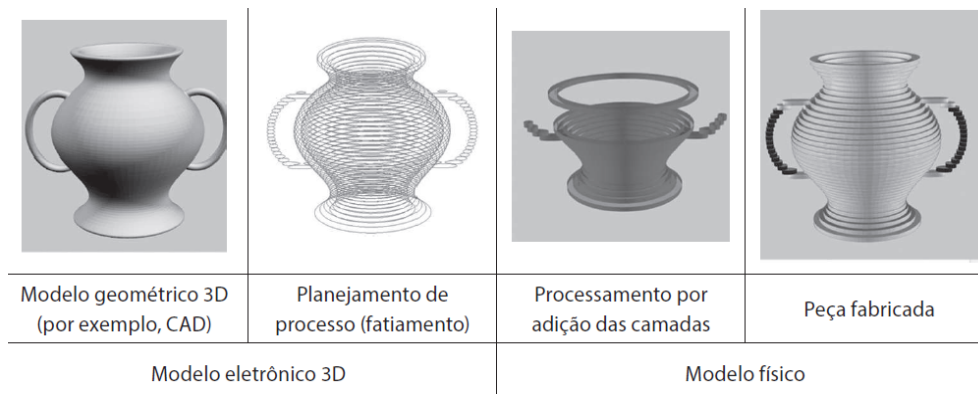 Modelo geométrico 3D
(por exemplo, CAD)
Planejamento de
processo (fatiamento)
Processamento por
adição das camadas
Peça fabricada
Modelo eletrônico 3D
Modelo físico